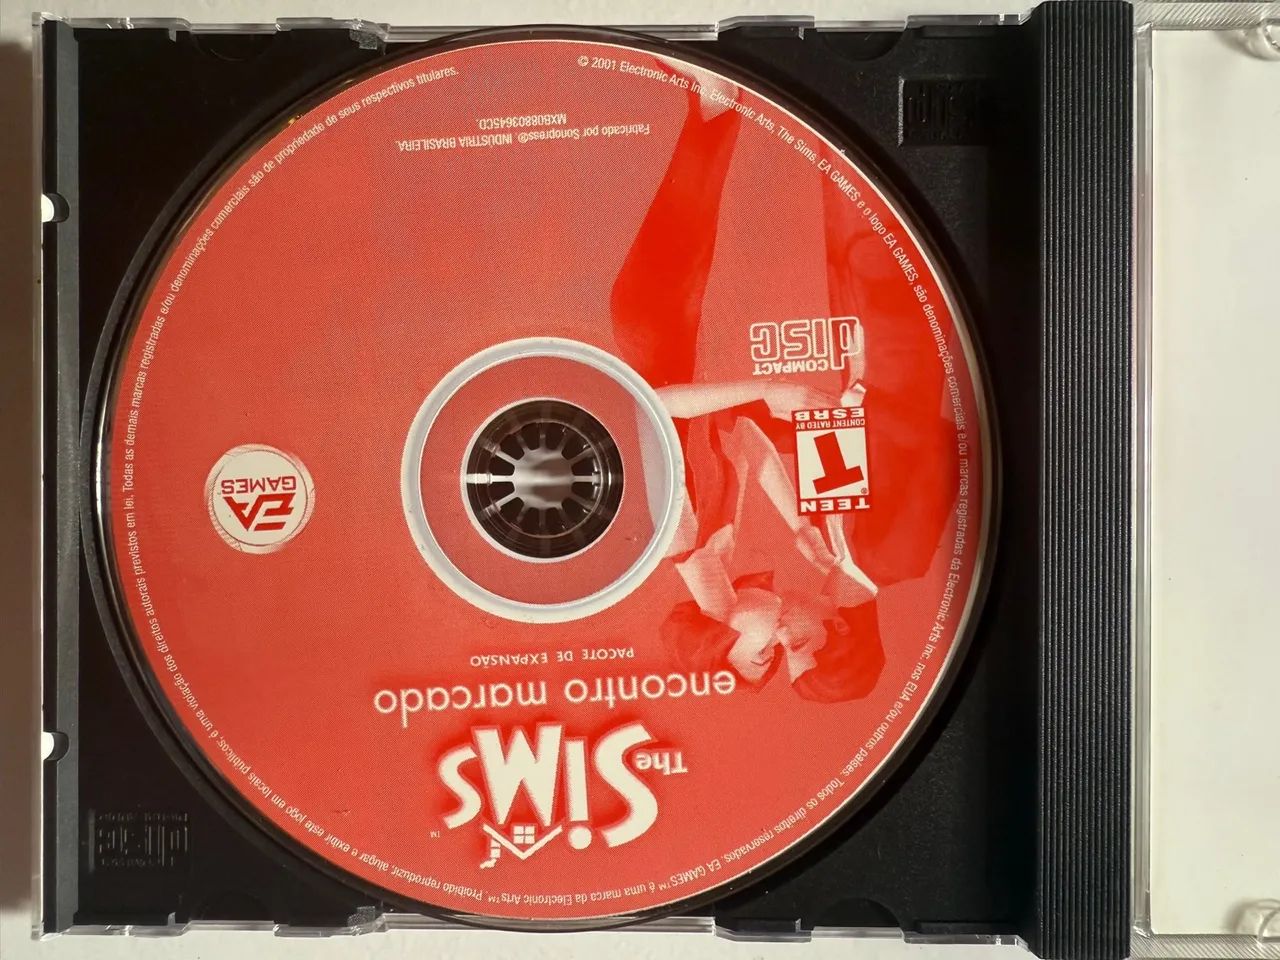 The
SiMS
™
encontro marcado
PACOTE DE EXPANSÃO
EA
GAMES™
TEEN
T
®
CONTENT RATED BY
ESRB
COMPACT
disc
Fabricado por Sonopress®. INDÚSTRIA BRASILEIRA
MXB08803645CD.
© 2001 Electronic Arts Inc. Electronic Arts, The Sims, EA GAMES e o logo EA GAMES, são denominações comerciais e/ou marcas registradas da Electronic Arts Inc. nos EUA e/ou outros países. Todos os direitos reservados. EA GAMES™ é uma marca da Electronic Arts™. Proibido reproduzir, alugar e exibir este jogo em locais públicos, é uma violação dos direitos autorais previstos em lei. Todas as demais marcas registradas e/ou denominações comerciais são de propriedade de seus respectivos titulares.